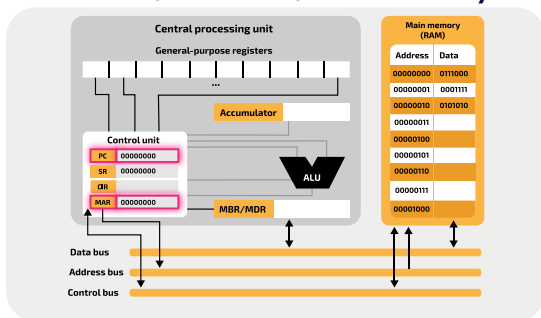 Central processing unit
General-purpose registers
...
Accumulator
Control unit
PC 00000000
SR 00000000
CIR
MAR 00000000
ALU
MBR/MDR
Main memory
(RAM)
Address Data
00000000 0111000
00000001 0001111
00000010 0101010
00000011
00000100
00000101
00000110
00000111
00001000
Data bus
Address bus
Control bus